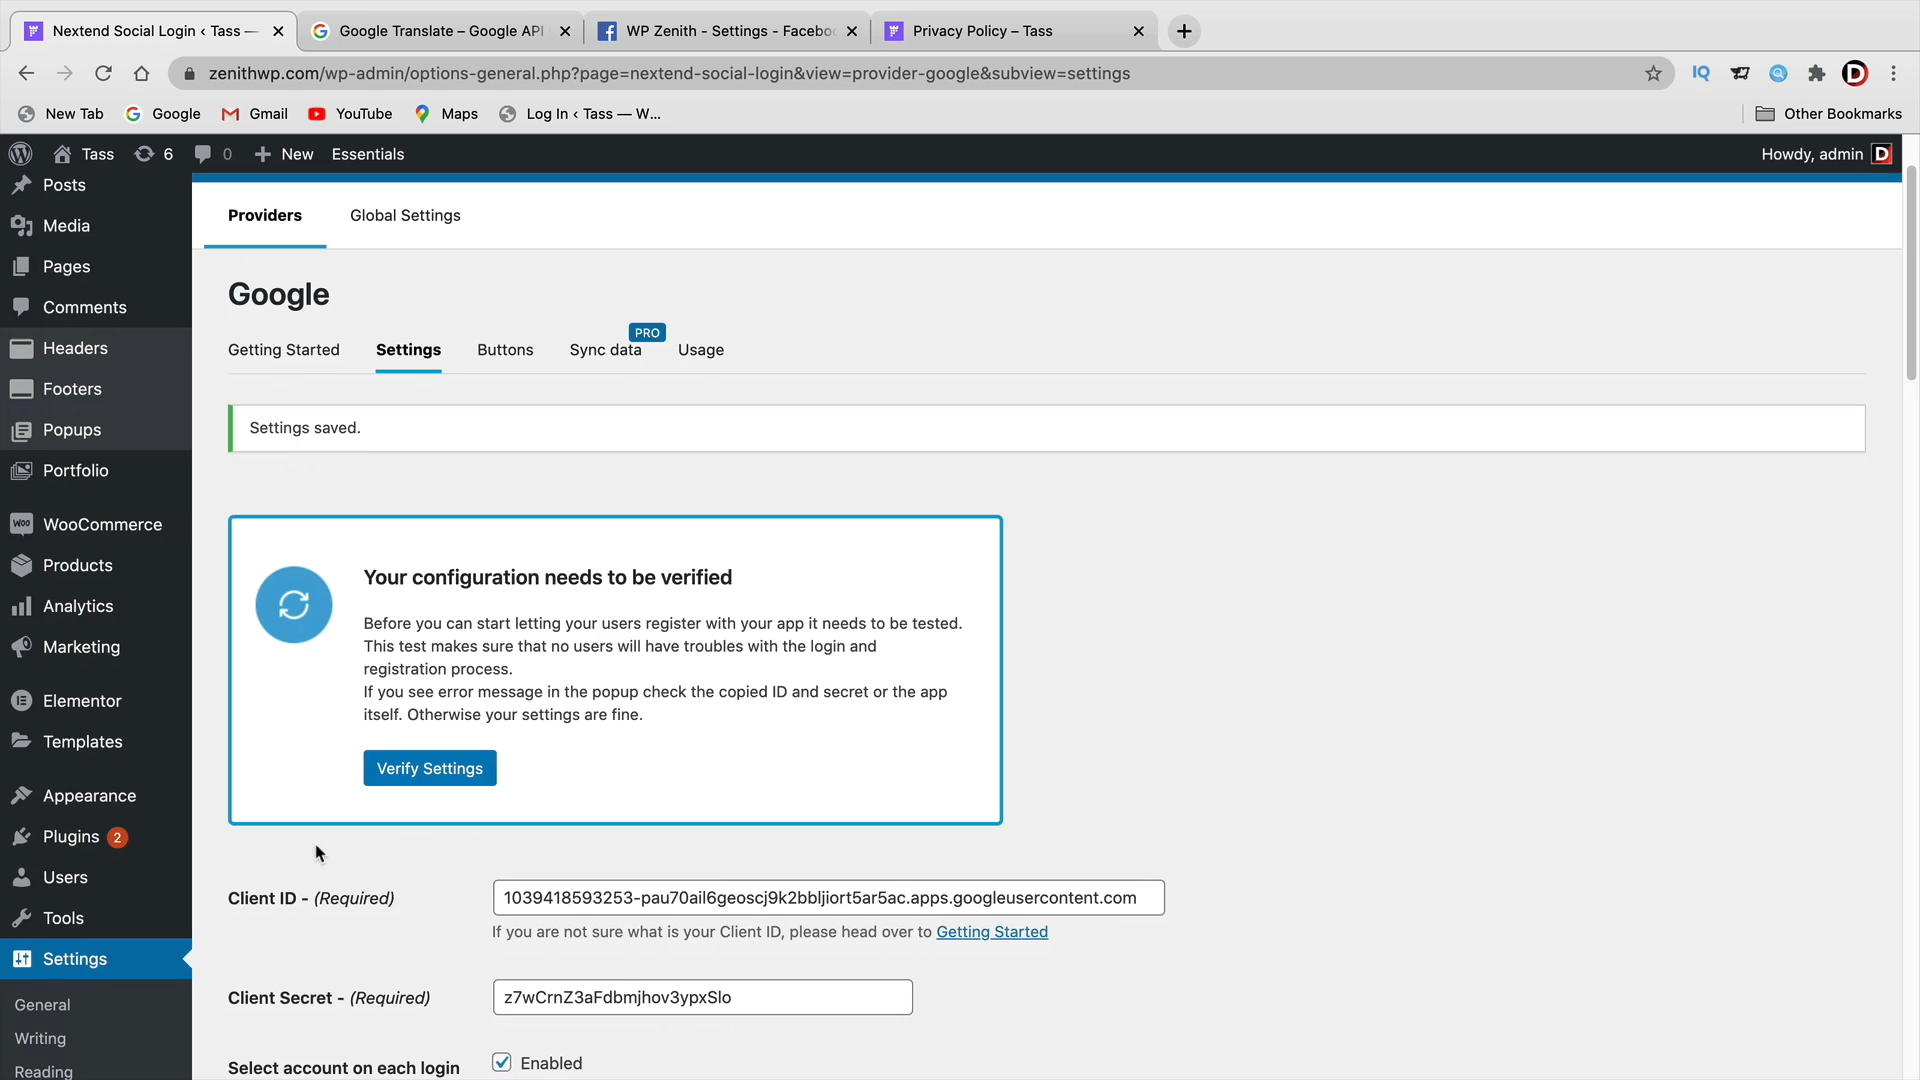 Nextend Social Login ‹ Tass —
Google Translate – Google API
WP Zenith - Settings - Facebo
Privacy Policy – Tass
zenithwp.com/wp-admin/options-general.php?page=nextend-social-login&view=provider-google&subview=settings
IQ
D
New Tab
Google
Gmail
YouTube
Maps
Log In ‹ Tass — W...
Other Bookmarks
Tass
6
0
New
Essentials
Howdy, admin
D
Posts
Media
Pages
Comments
Headers
Footers
Popups
Portfolio
WooCommerce
Products
Analytics
Marketing
Elementor
Templates
Appearance
Plugins 2
Users
Tools
Settings
General
Writing
Reading
Providers
Global Settings
Google
Getting Started
Settings
Buttons
Sync data
PRO
Usage
Settings saved.
Your configuration needs to be verified
Before you can start letting your users register with your app it needs to be tested.
This test makes sure that no users will have troubles with the login and
registration process.
If you see error message in the popup check the copied ID and secret or the app
itself. Otherwise your settings are fine.
Verify Settings
Client ID - (Required)
1039418593253-pau70ail6geoscj9k2bbljiort5ar5ac.apps.googleusercontent.com
If you are not sure what is your Client ID, please head over to Getting Started
Client Secret - (Required)
z7wCrnZ3aFdbmjhov3ypxSlo
Select account on each login
Enabled